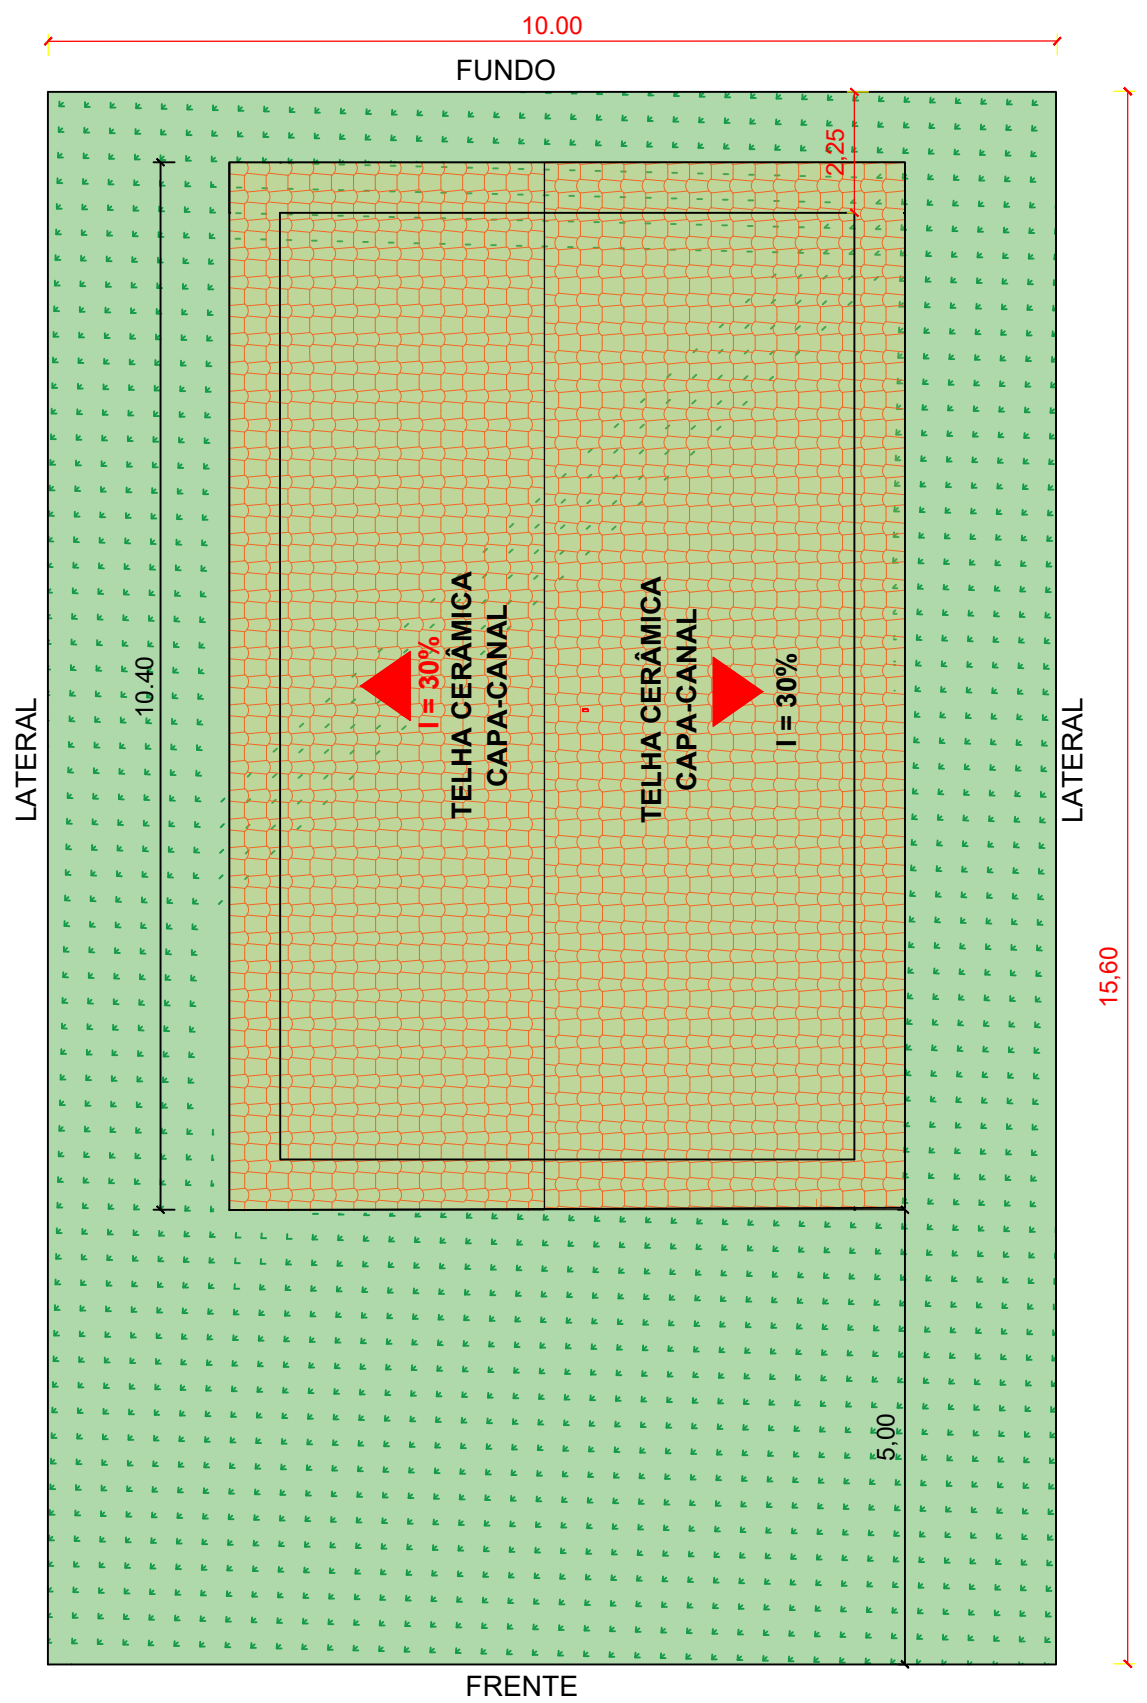 10.00
FUNDO
2,25
10.40
LATERAL
I = 30%
TELHA CERÂMICA
CAPA-CANAL
TELHA CERÂMICA
CAPA-CANAL
I = 30%
LATERAL
15,60
5,00
FRENTE